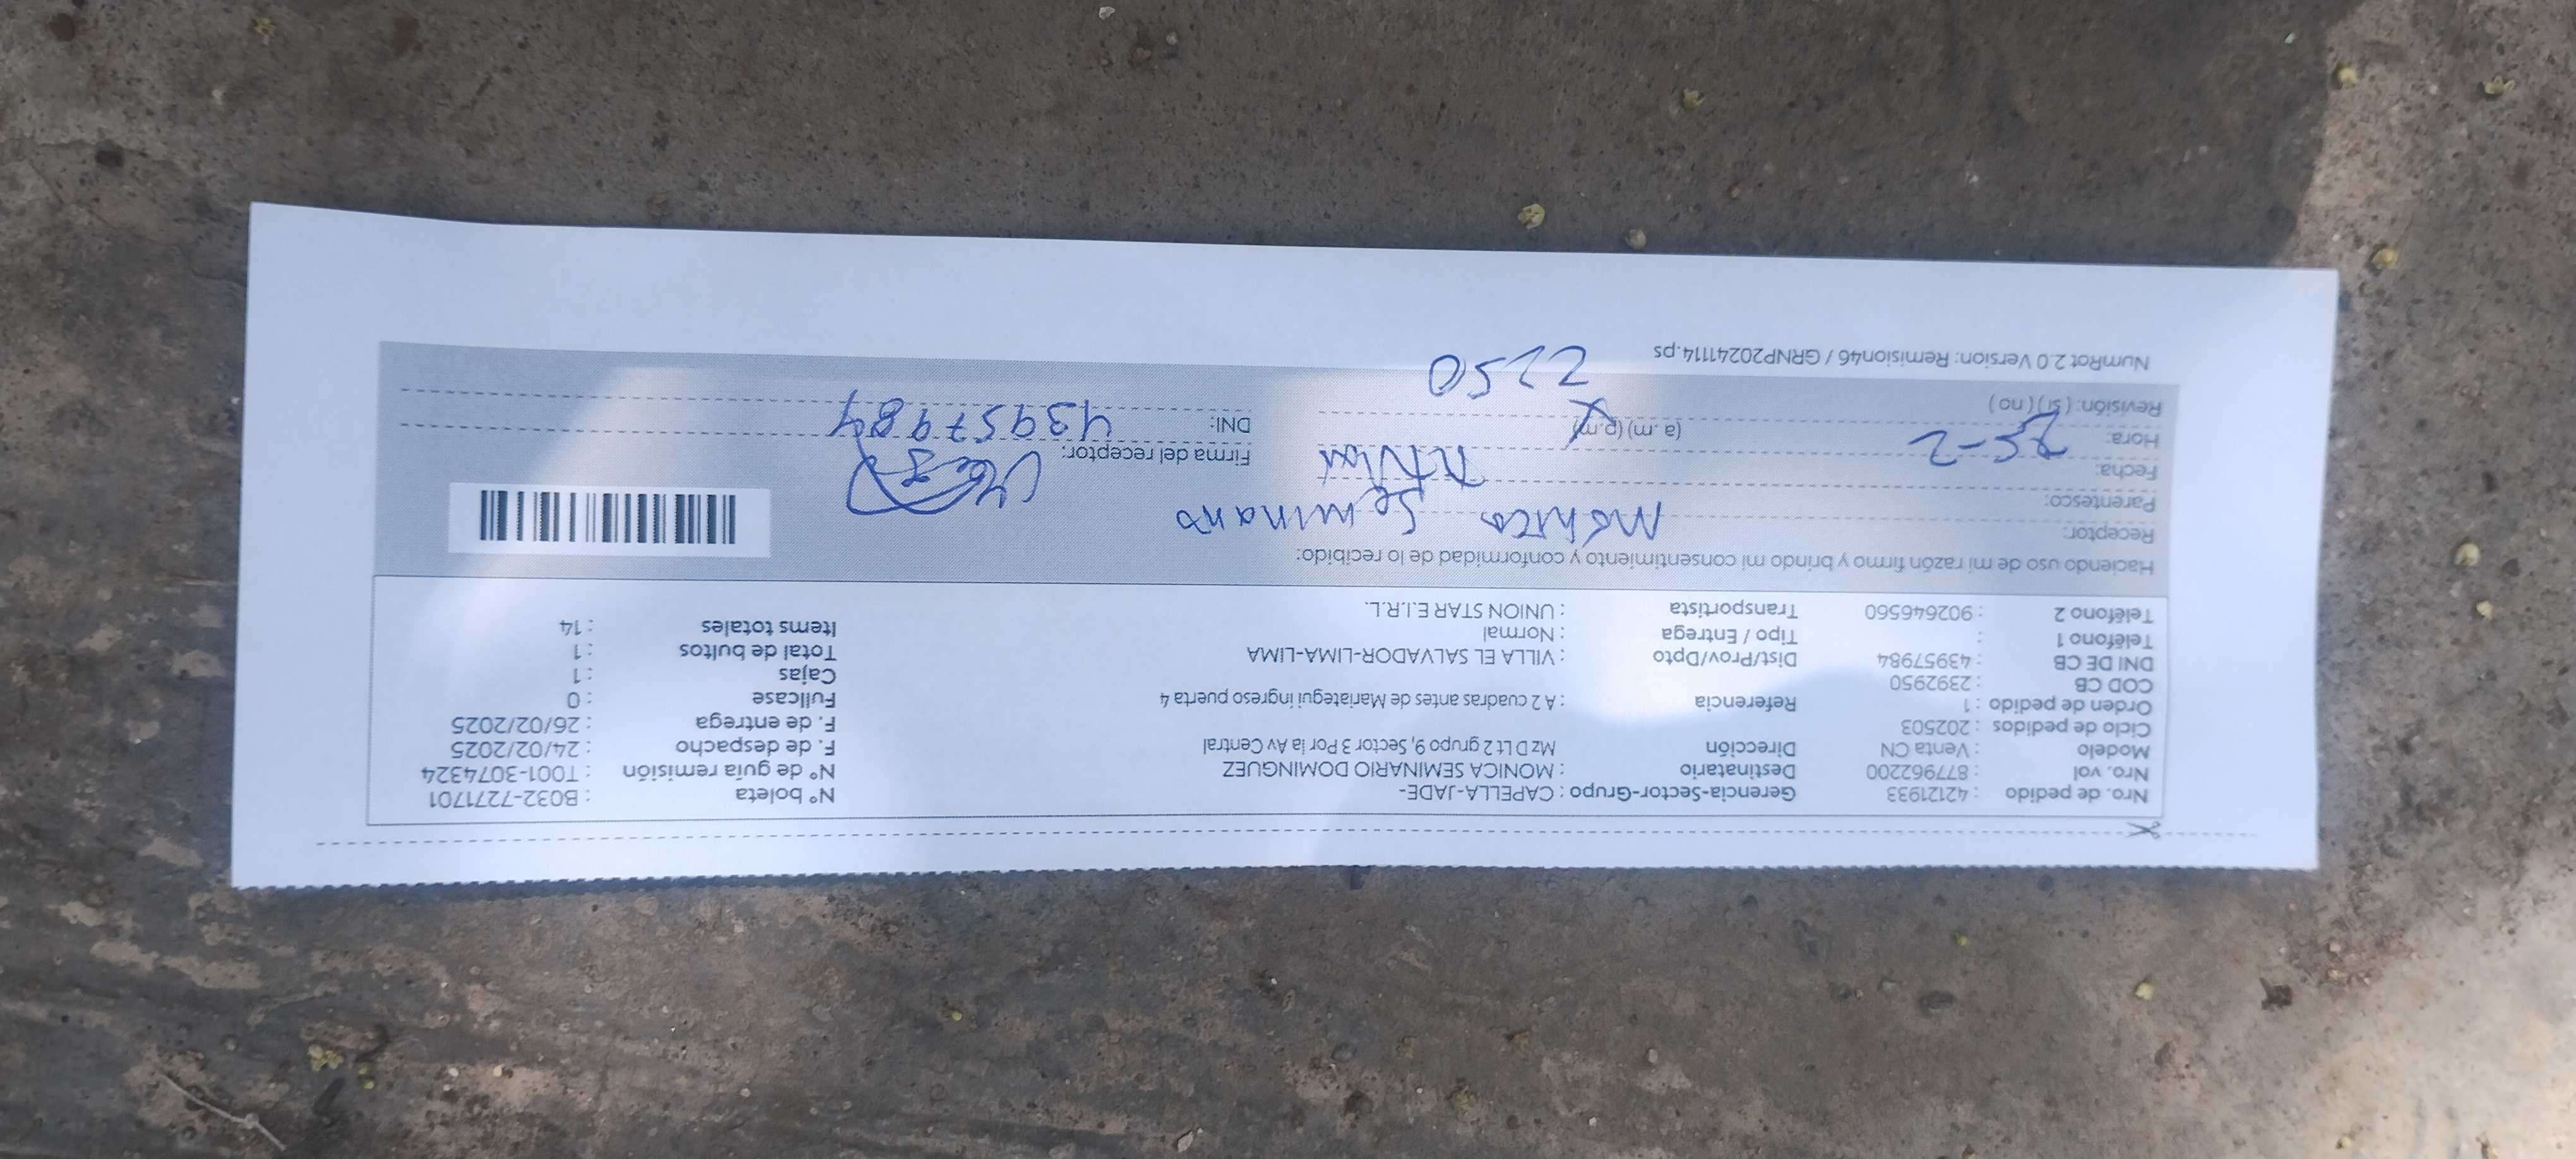 Nro. de pedido : 42121933 Gerencia-Sector-Grupo : CAPELLA-JADE- N° boleta : B032-7271701
Nro. vol : 877962200 Destinatario : MONICA SEMINARIO DOMINGUEZ N° de guía remisión : T001-3074324
Modelo : Venta CN Dirección Mz D Lt 2 grupo 9, Sector 3 Por la Av Central F. de despacho : 24/02/2025
Ciclo de pedidos : 202503 F. de entrega : 26/02/2025
Orden de pedido : 1 Referencia : A 2 cuadras antes de Mariategui ingreso puerta 4 Fullcase : 0
COD CB : 2392950 Cajas : 1
DNI DE CB : 43957984 Dist/Prov/Dpto : VILLA EL SALVADOR-LIMA-LIMA Total de bultos : 1
Teléfono 1 : Tipo / Entrega : Normal Items totales : 14
Teléfono 2 : 902646560 Transportista : UNION STAR E.I.R.L.
Haciendo uso de mi razón firmo y brindo mi consentimiento y conformidad de lo recibido:
Receptor: Mónica Seminario
Parentesco: Titular
Fecha: 25-2 Firma del receptor:
Hora: (a. m) (p.m) DNI: 43957984
Revisión: ( si ) ( no ) 2250
NumRot 2.0 Version: Remision46 / GRNP20241114.ps